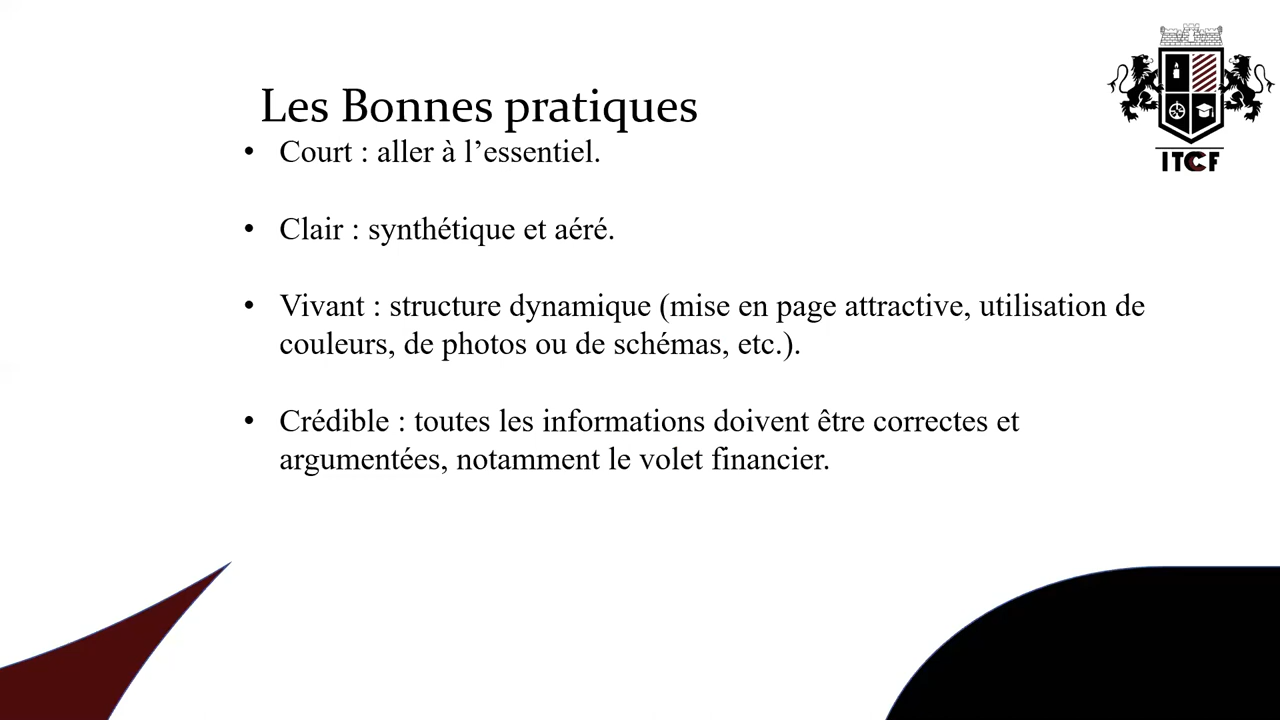 Les Bonnes pratiques
• Court : aller à l’essentiel.
• Clair : synthétique et aéré.
• Vivant : structure dynamique (mise en page attractive, utilisation de
couleurs, de photos ou de schémas, etc.).
• Crédible : toutes les informations doivent être correctes et
argumentées, notamment le volet financier.
ITCF